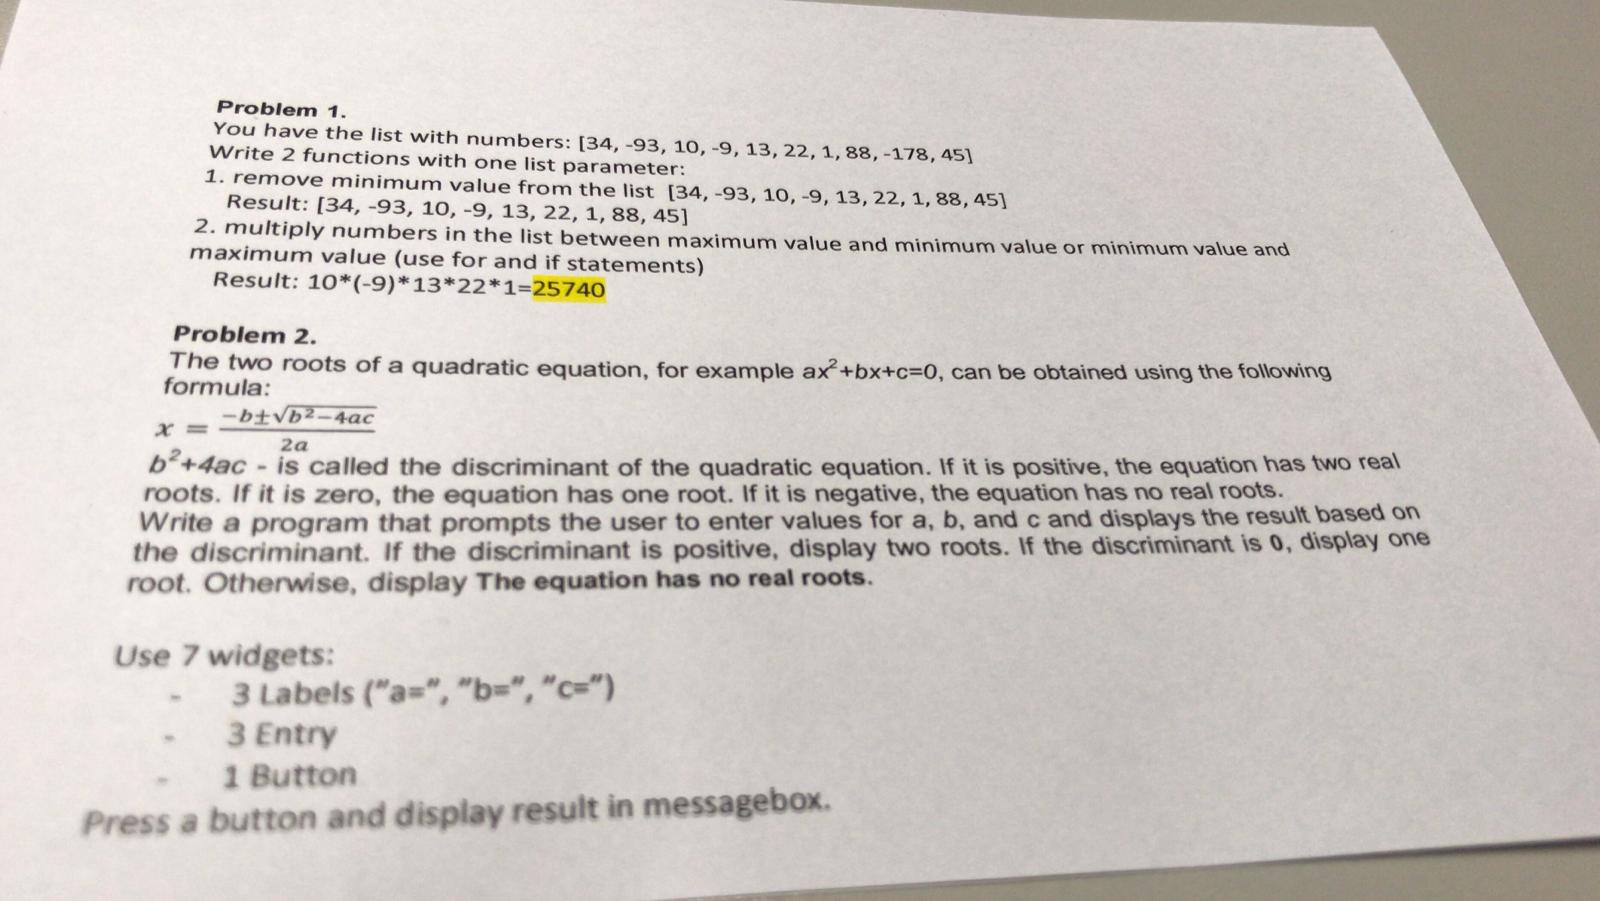 Problem 1.
You have the list with numbers: [34, -93, 10, -9, 13, 22, 1, 88, -178, 45]
Write 2 functions with one list parameter:
1. remove minimum value from the list [34, -93, 10, -9, 13, 22, 1, 88, 45]
Result: [34, -93, 10, -9, 13, 22, 1, 88, 45]
2. multiply numbers in the list between maximum value and minimum value or minimum value and
maximum value (use for and if statements)
Result: 10*(-9)*13*22*1=25740
Problem 2.
The two roots of a quadratic equation, for example ax²+bx+c=0, can be obtained using the following
formula:
x = (-b±√b²-4ac)/2a
b²+4ac - is called the discriminant of the quadratic equation. If it is positive, the equation has two real
roots. If it is zero, the equation has one root. If it is negative, the equation has no real roots.
Write a program that prompts the user to enter values for a, b, and c and displays the result based on
the discriminant. If the discriminant is positive, display two roots. If the discriminant is 0, display one
root. Otherwise, display The equation has no real roots.
Use 7 widgets:
- 3 Labels ("a=", "b=", "c=")
- 3 Entry
- 1 Button
Press a button and display result in messagebox.